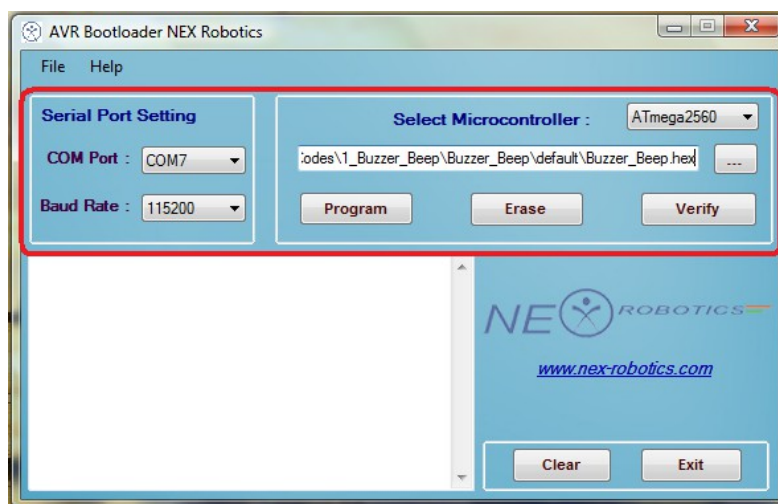 AVR Bootloader NEX Robotics
File Help
Serial Port Setting
COM Port : COM7
Baud Rate : 115200
Select Microcontroller : ATmega2560
:odes\1_Buzzer_Beep\Buzzer_Beep\default\Buzzer_Beep.hex ...
Program Erase Verify
NEX ROBOTICS
www.nex-robotics.com
Clear Exit